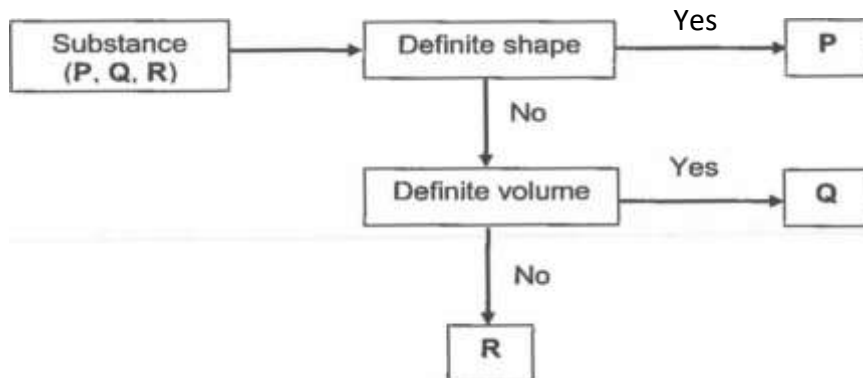 Substance
(P, Q, R)
Definite shape
Yes
P
No
Definite volume
Yes
Q
No
R